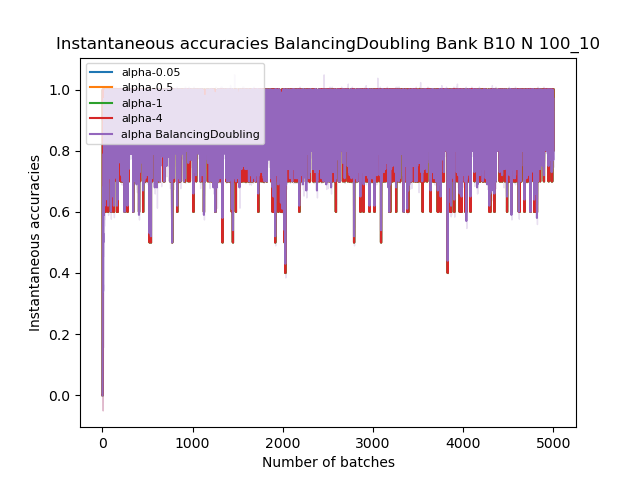 Instantaneous accuracies BalancingDoubling Bank B10 N 100_10
alpha-0.05
alpha-0.5
alpha-1
alpha-4
alpha BalancingDoubling
1.0
0.8
0.6
0.4
0.2
0.0
Instantaneous accuracies
0 1000 2000 3000 4000 5000
Number of batches